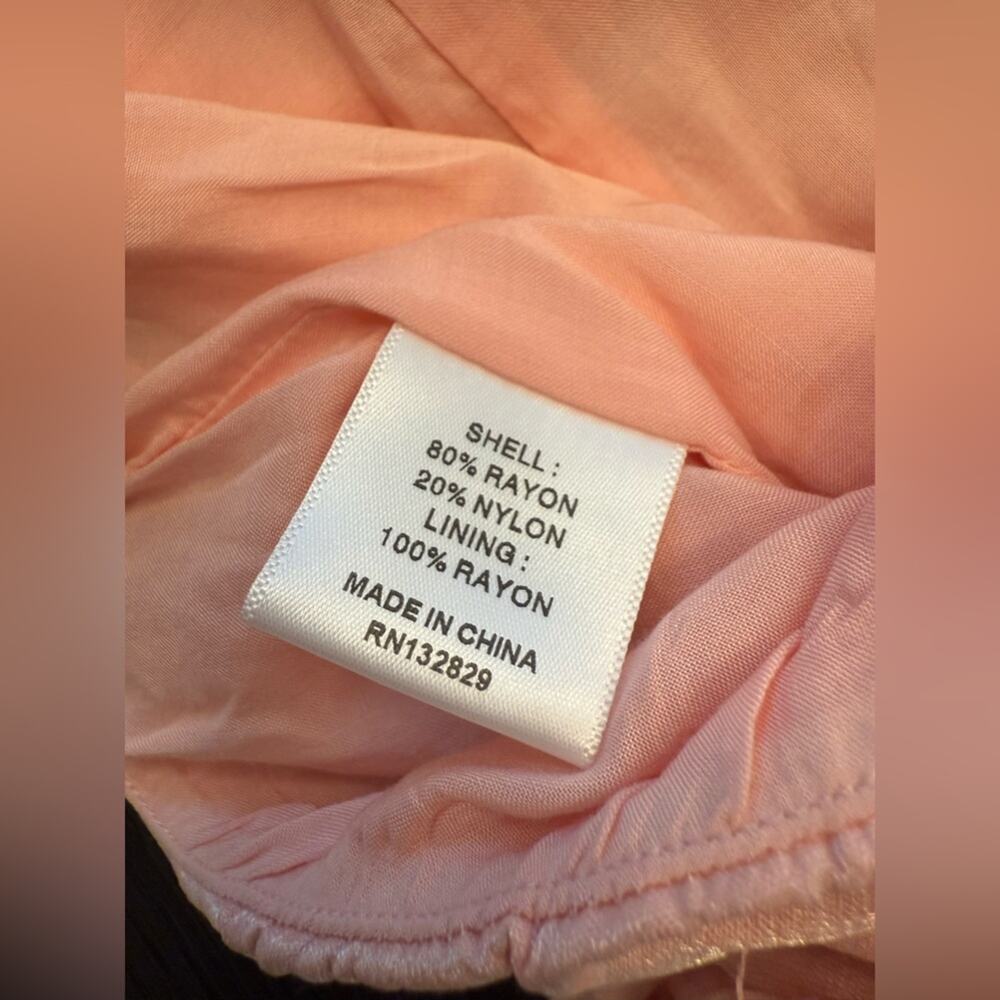 SHELL :
80% RAYON
20% NYLON
LINING :
100% RAYON
MADE IN CHINA
RN132829